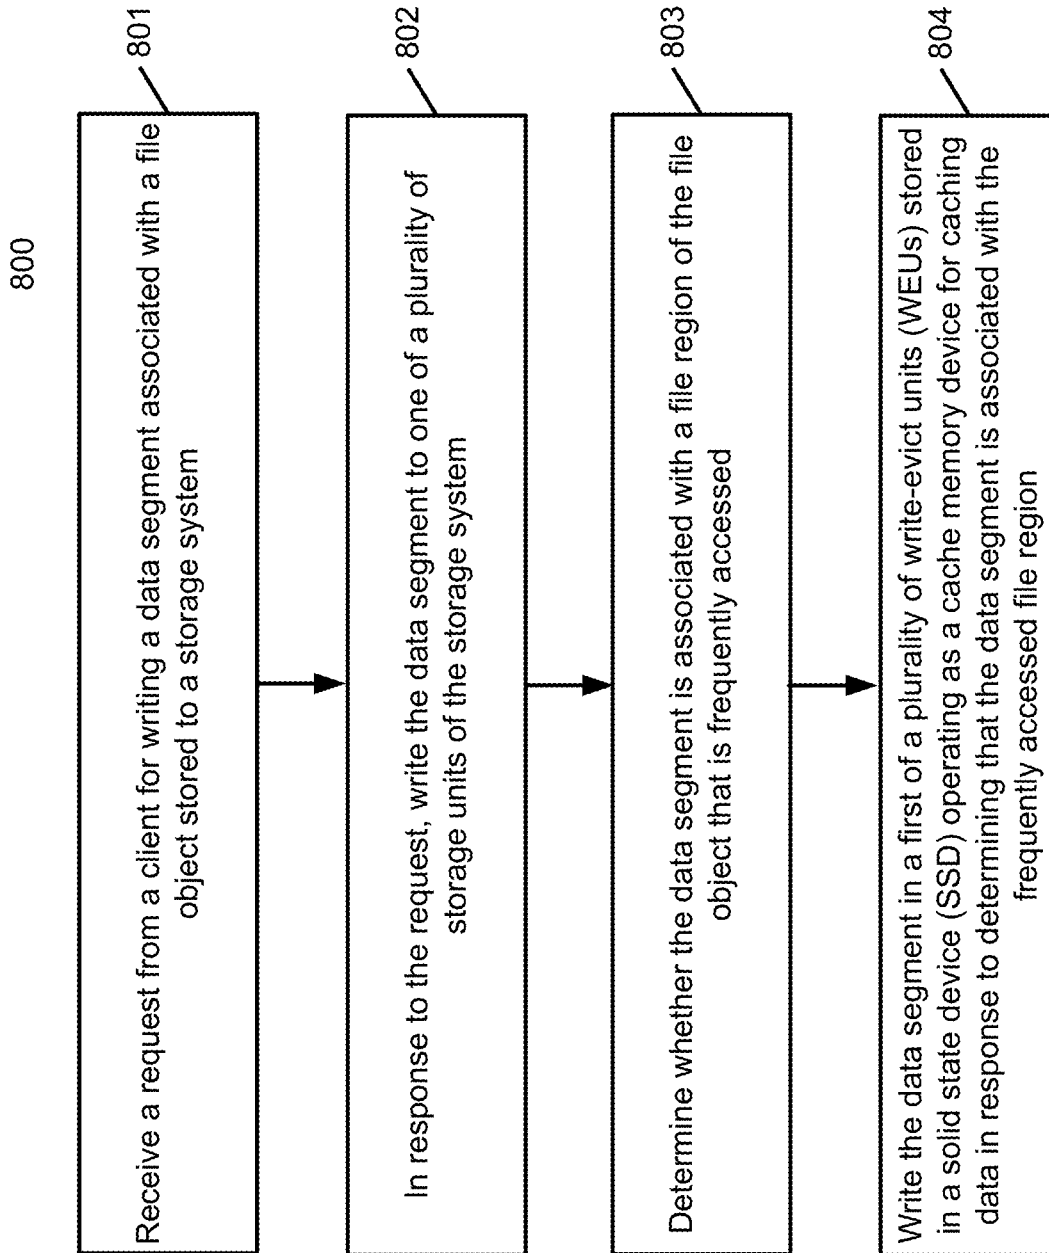 800
Receive a request from a client for writing a data segment associated with a file
object stored to a storage system
801
In response to the request, write the data segment to one of a plurality of
storage units of the storage system
802
Determine whether the data segment is associated with a file region of the file
object that is frequently accessed
803
Write the data segment in a first of a plurality of write-evict units (WEUs) stored
in a solid state device (SSD) operating as a cache memory device for caching
data in response to determining that the data segment is associated with the
frequently accessed file region
804